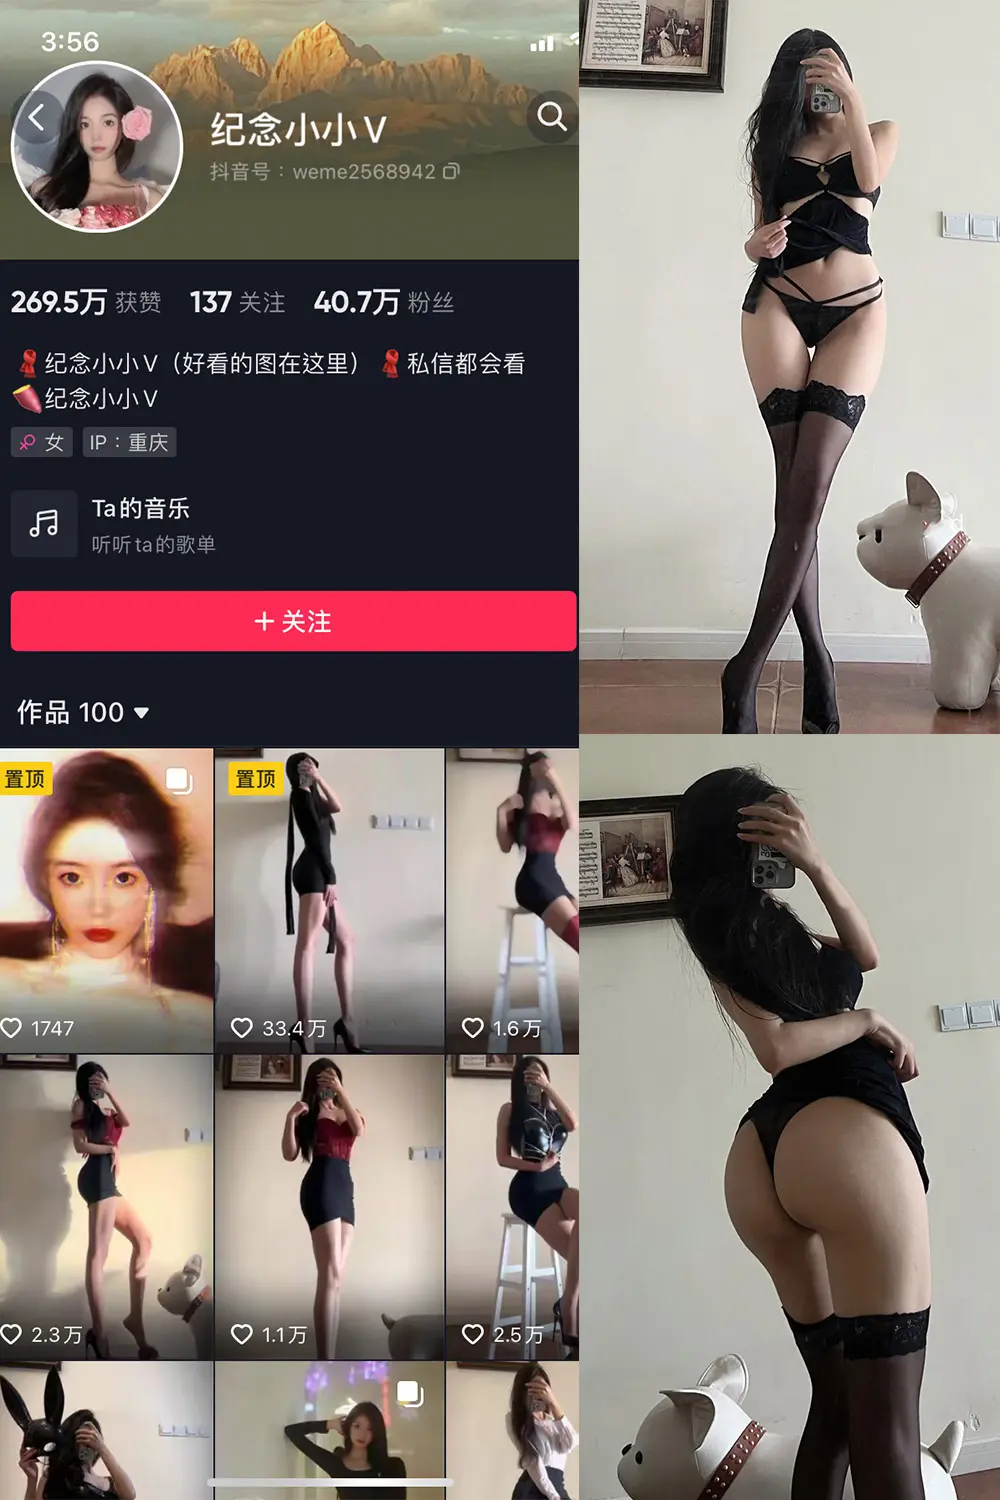 3:56
纪念小小V
抖音号：weme2568942
269.5万 获赞 137 关注 40.7万 粉丝
纪念小小V（好看的图在这里） 私信都会看
纪念小小V
女 IP：重庆
Ta的音乐
听听ta的歌单
+ 关注
作品 100
置顶
置顶
1747
33.4万
1.6万
2.3万
1.1万
2.5万